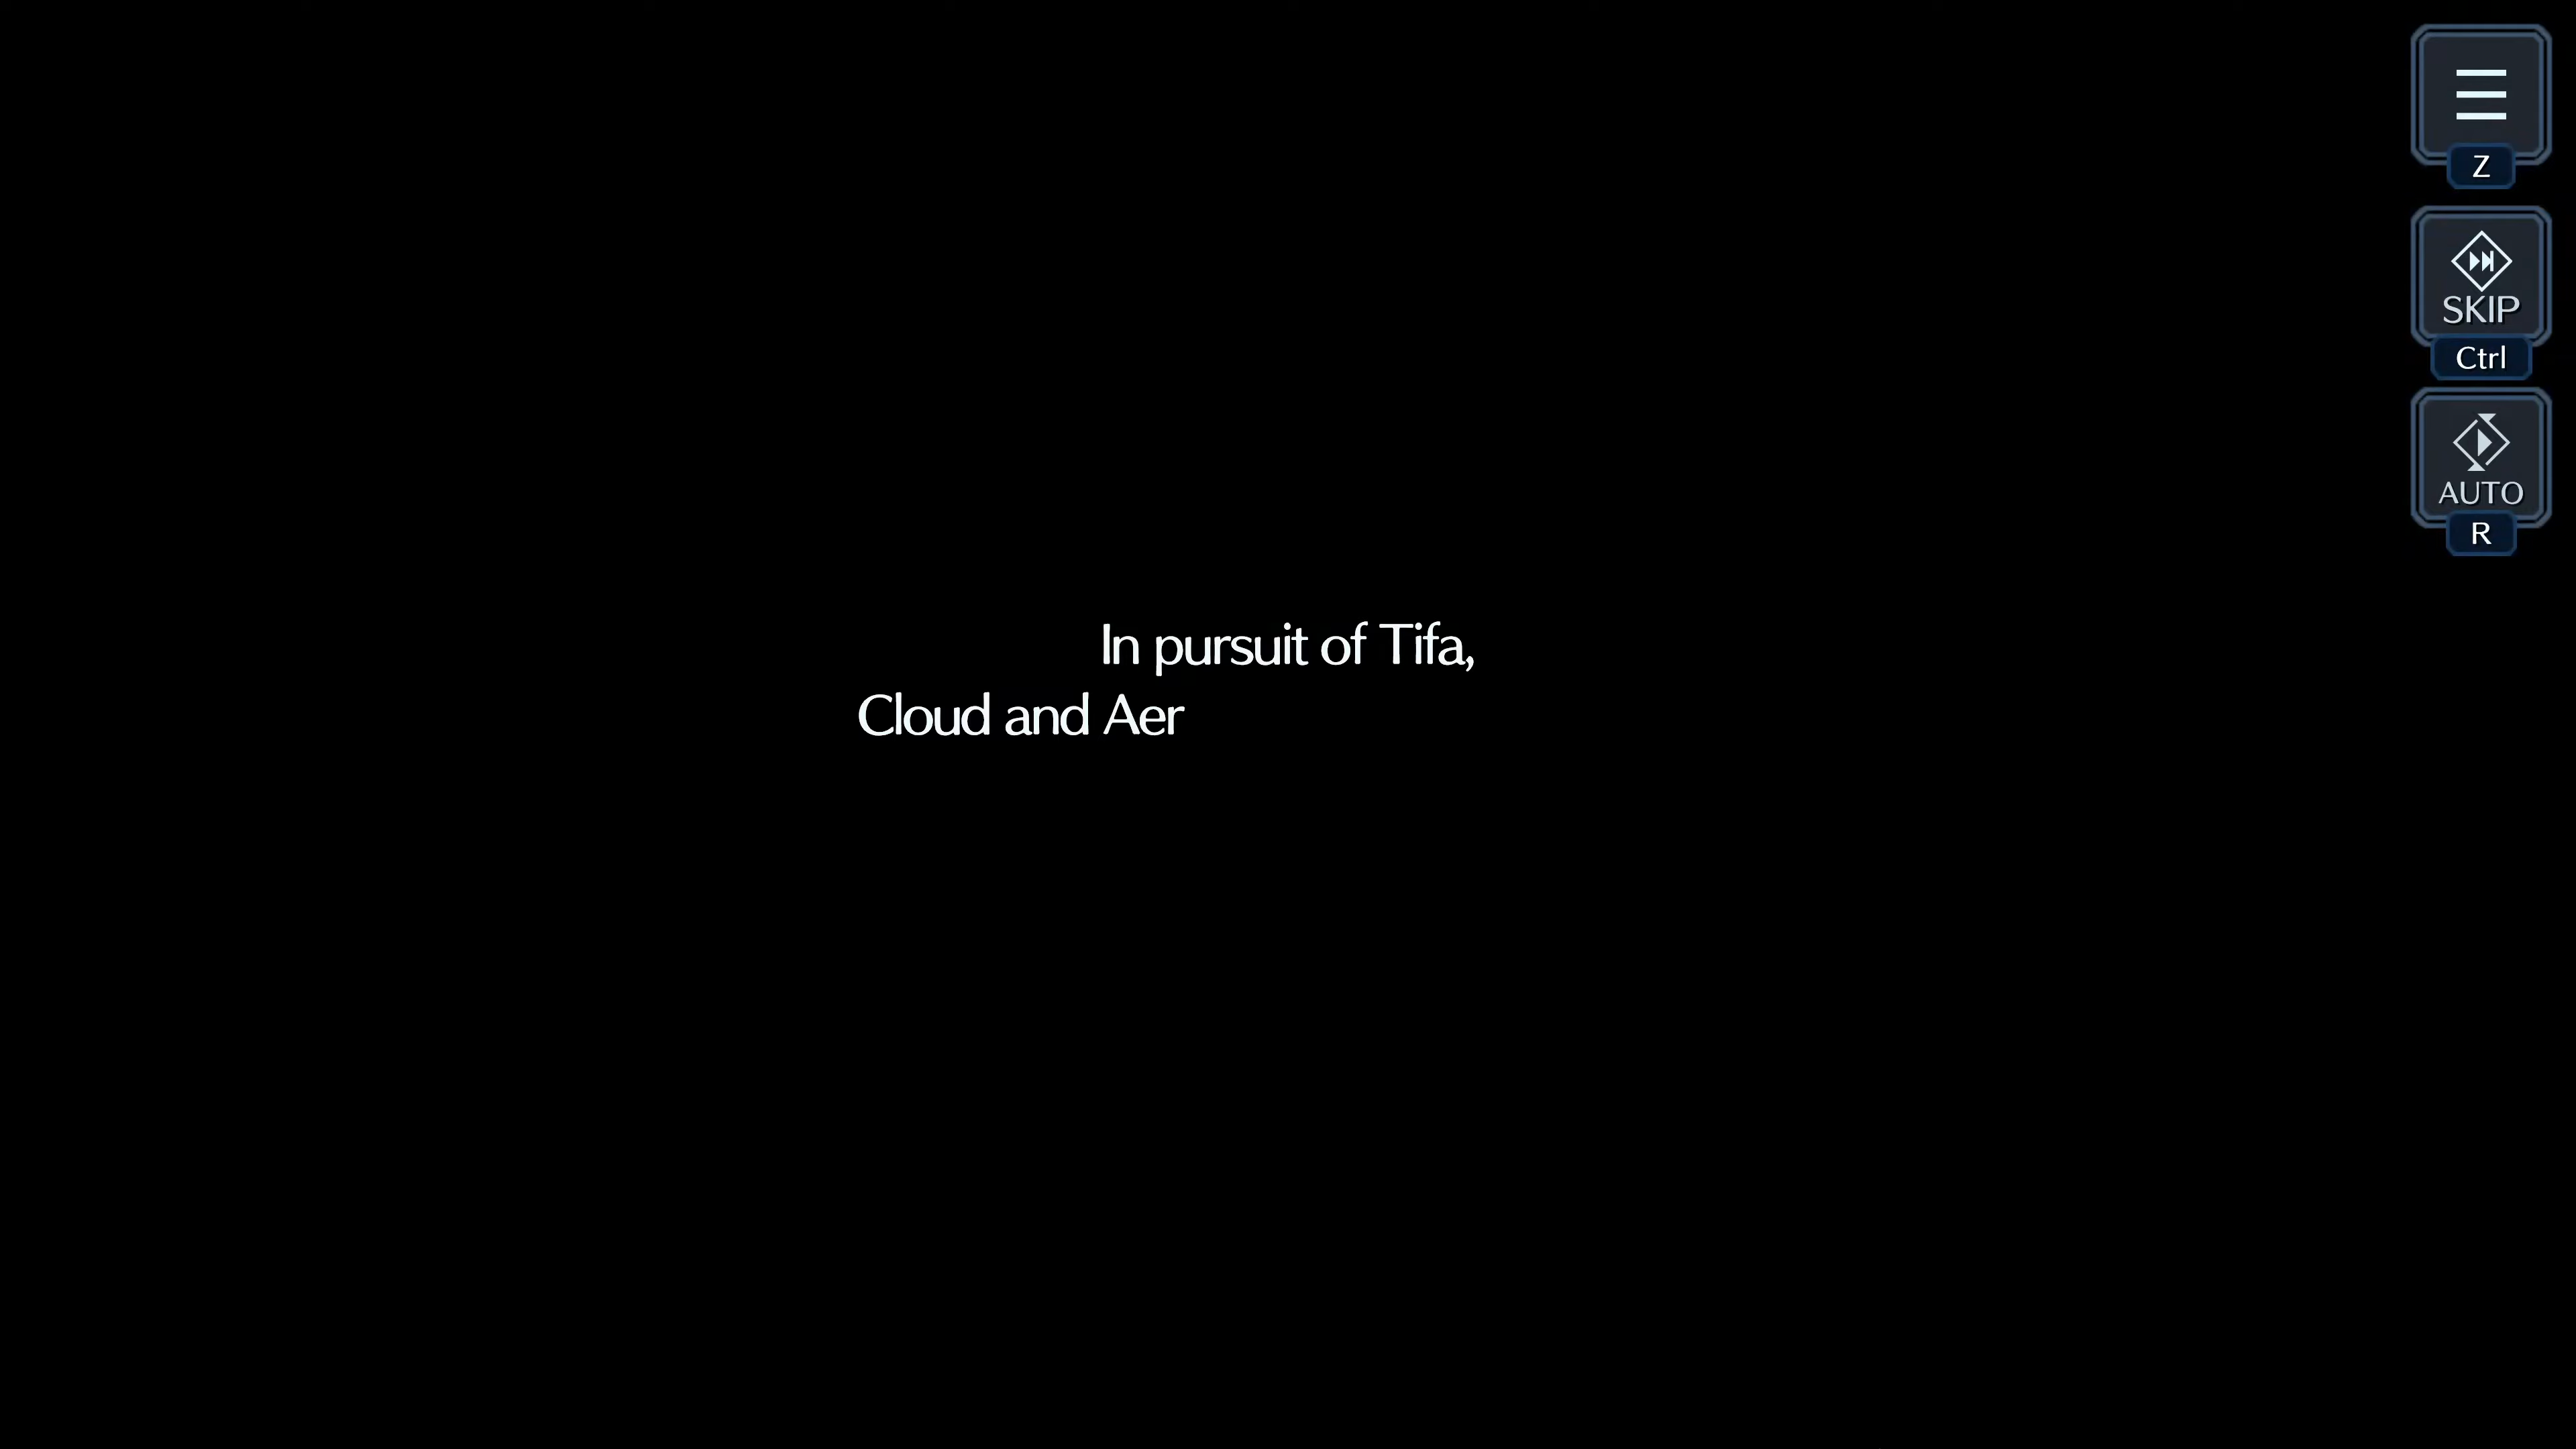 Z
SKIP
Ctrl
AUTO
R
In pursuit of Tifa,
Cloud and Aer